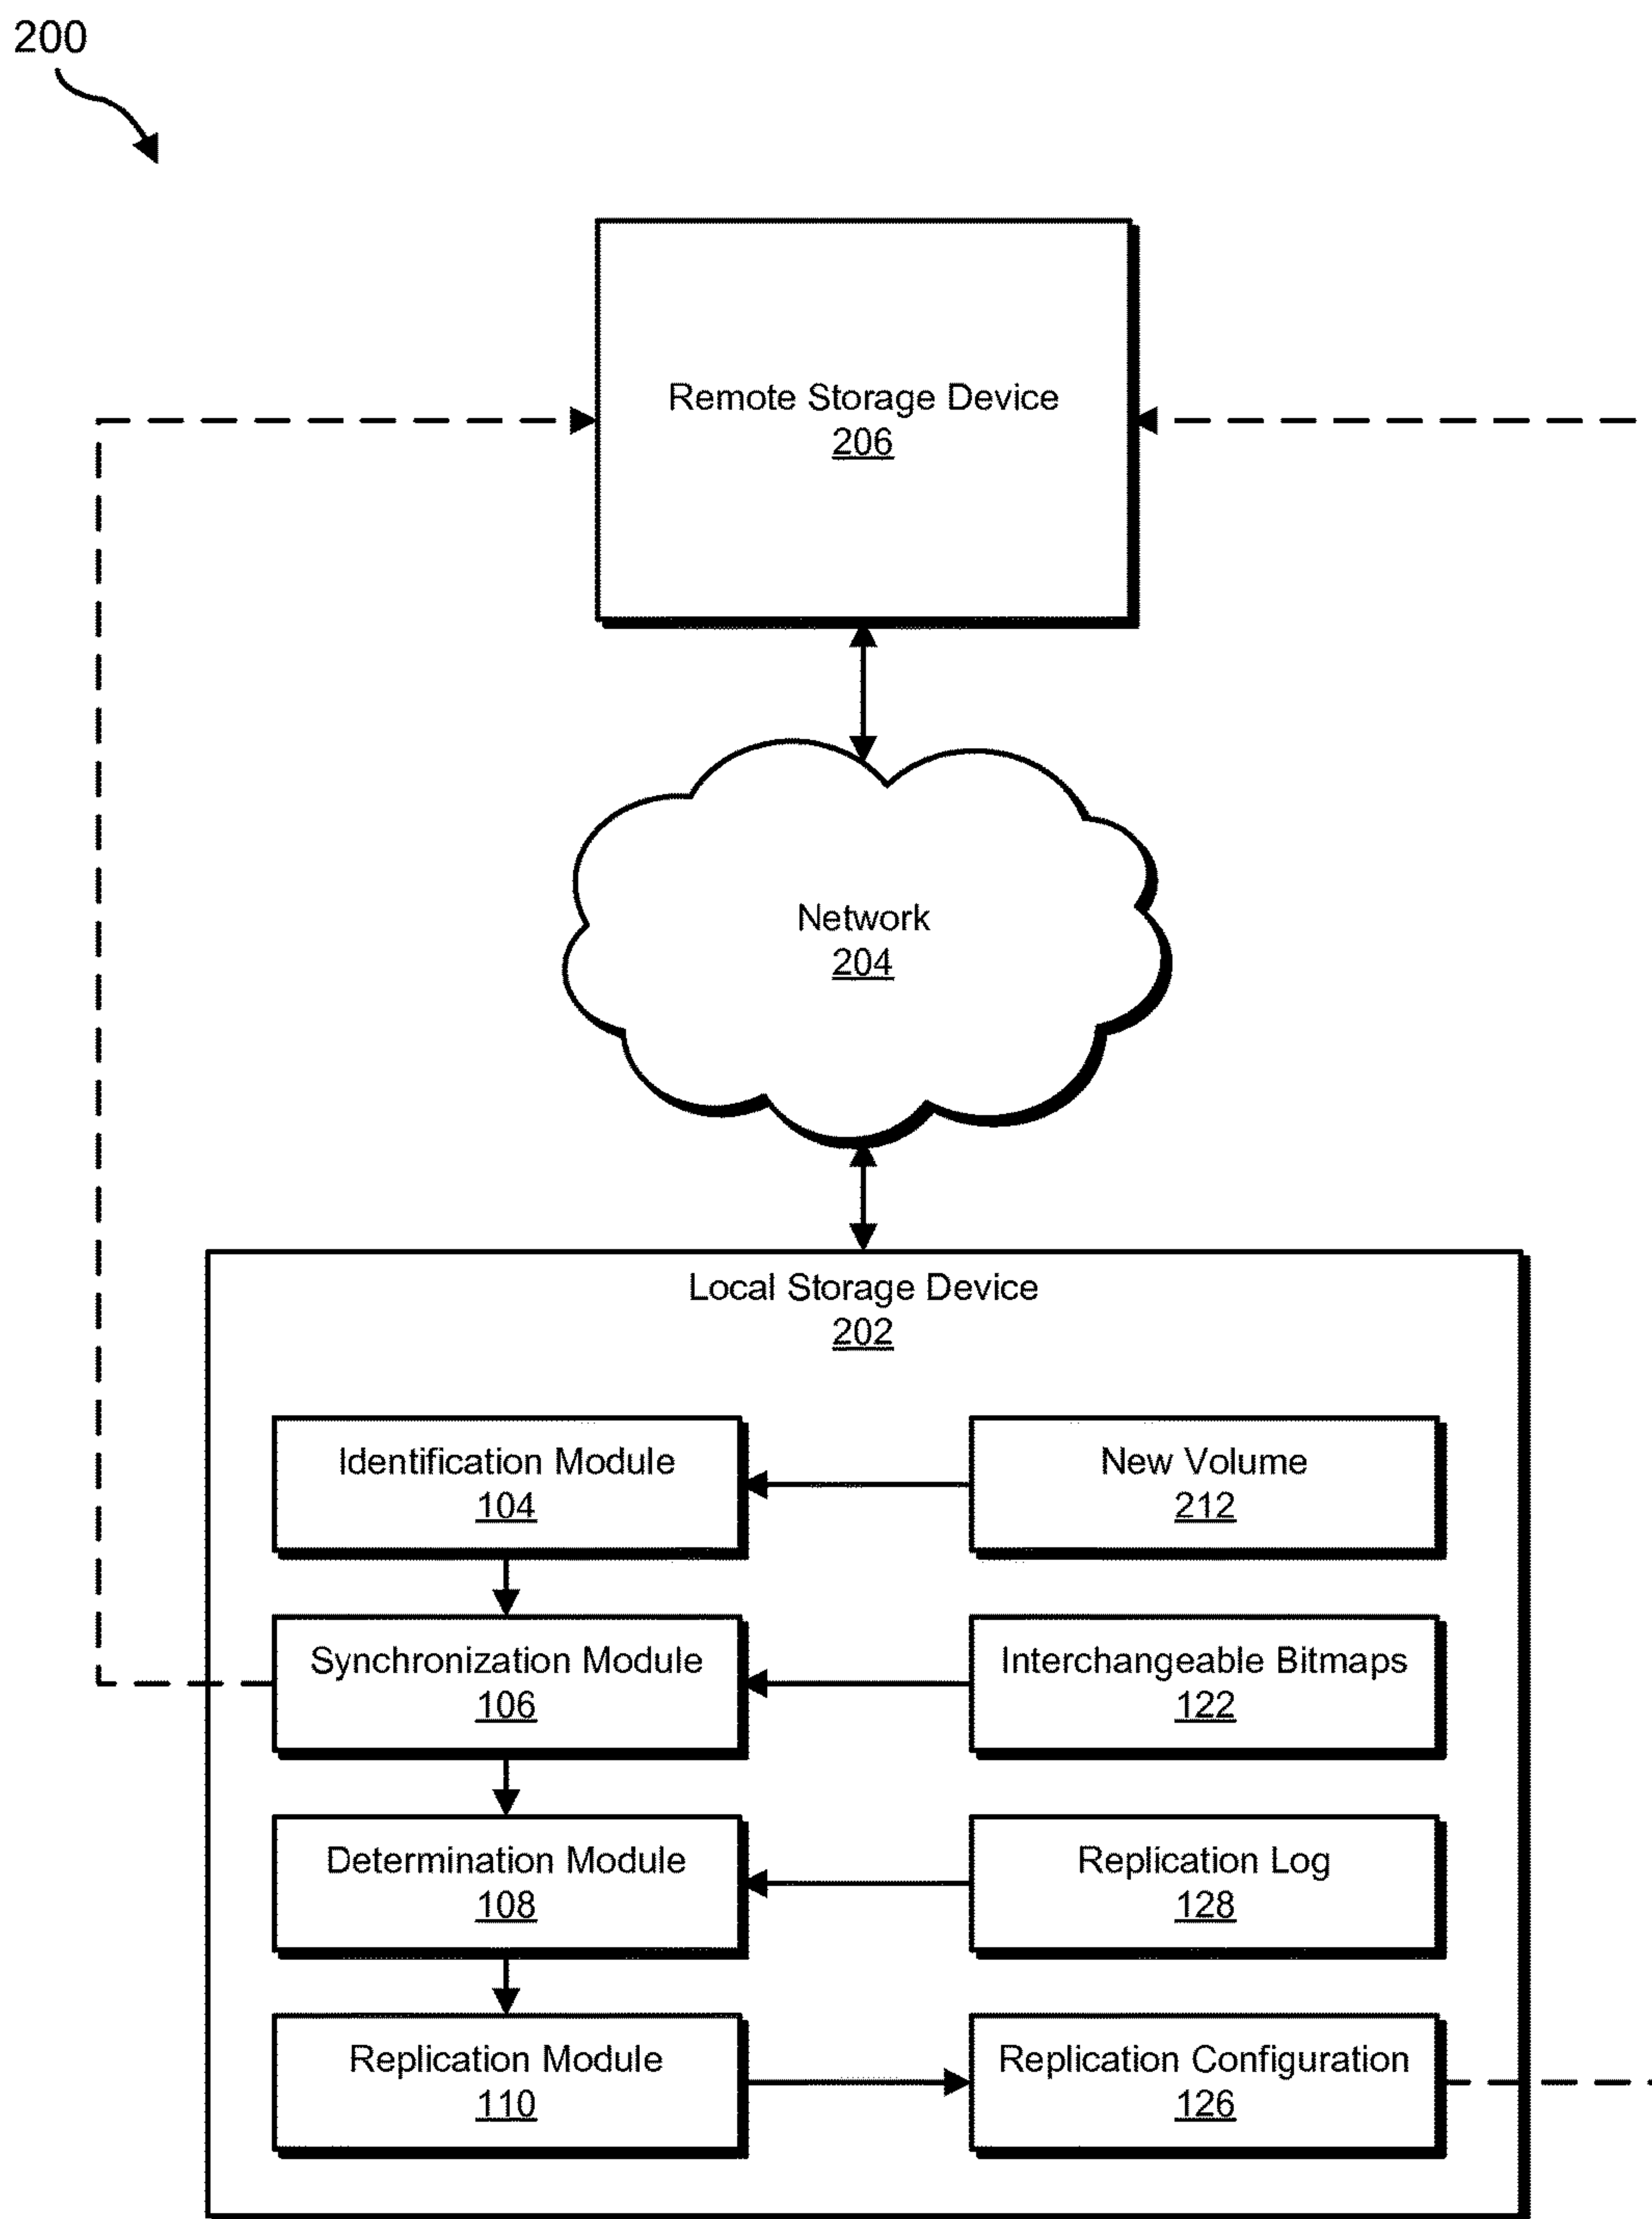 200
Remote Storage Device
206
Network
204
Local Storage Device
202
Identification Module
104
New Volume
212
Synchronization Module
106
Interchangeable Bitmaps
122
Determination Module
108
Replication Log
128
Replication Module
110
Replication Configuration
126